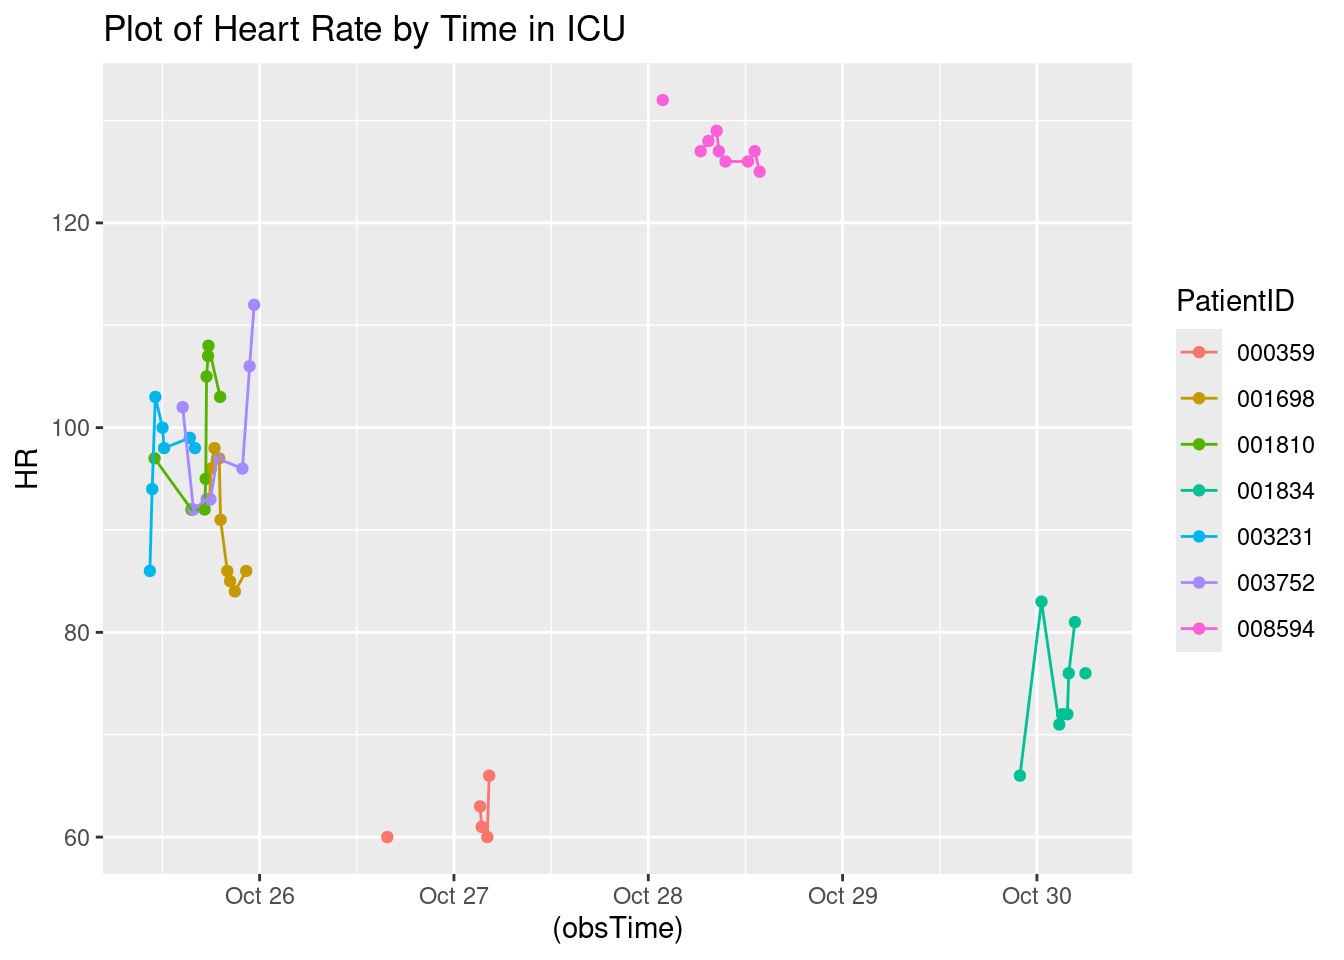 Plot of Heart Rate by Time in ICU
HR
120
100
80
60
Oct 26
Oct 27
Oct 28
Oct 29
Oct 30
(obsTime)
PatientID
000359
001698
001810
001834
003231
003752
008594